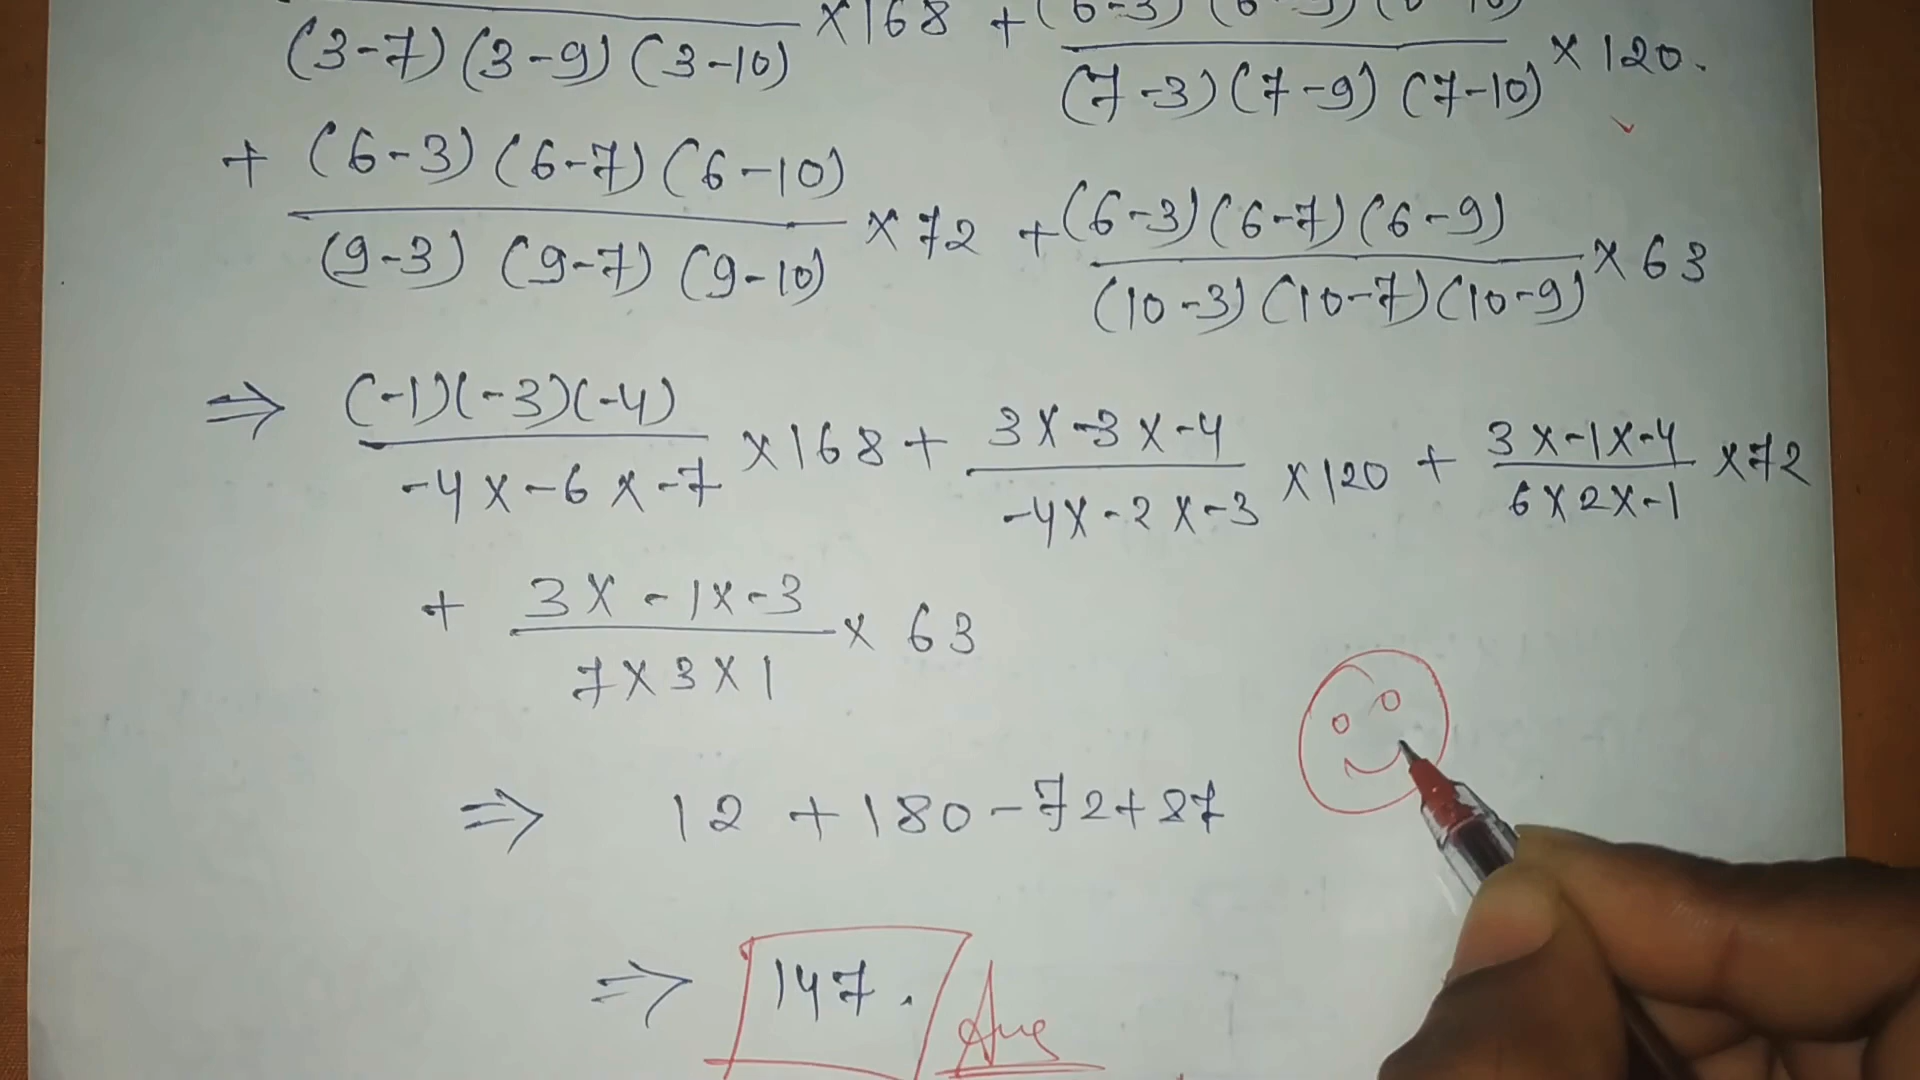 (3-7)(3-9)(3-10) ×168 + (6-3)
(7-3)(7-9)(7-10) ×120.
+ (6-3)(6-7)(6-10)
(9-3)(9-7)(9-10) ×72 + (6-3)(6-7)(6-9)
(10-3)(10-7)(10-9) ×63
⇒ (-1)(-3)(-4)
-4×-6×-7 ×168 + 3×-3×-4
-4×-2×-3 ×120 + 3×-1×-4
6×2×-1 ×72
+ 3×-1×-3
7×3×1 × 63
⇒ 12 + 180 - 72 + 27
⇒ 147. Ans